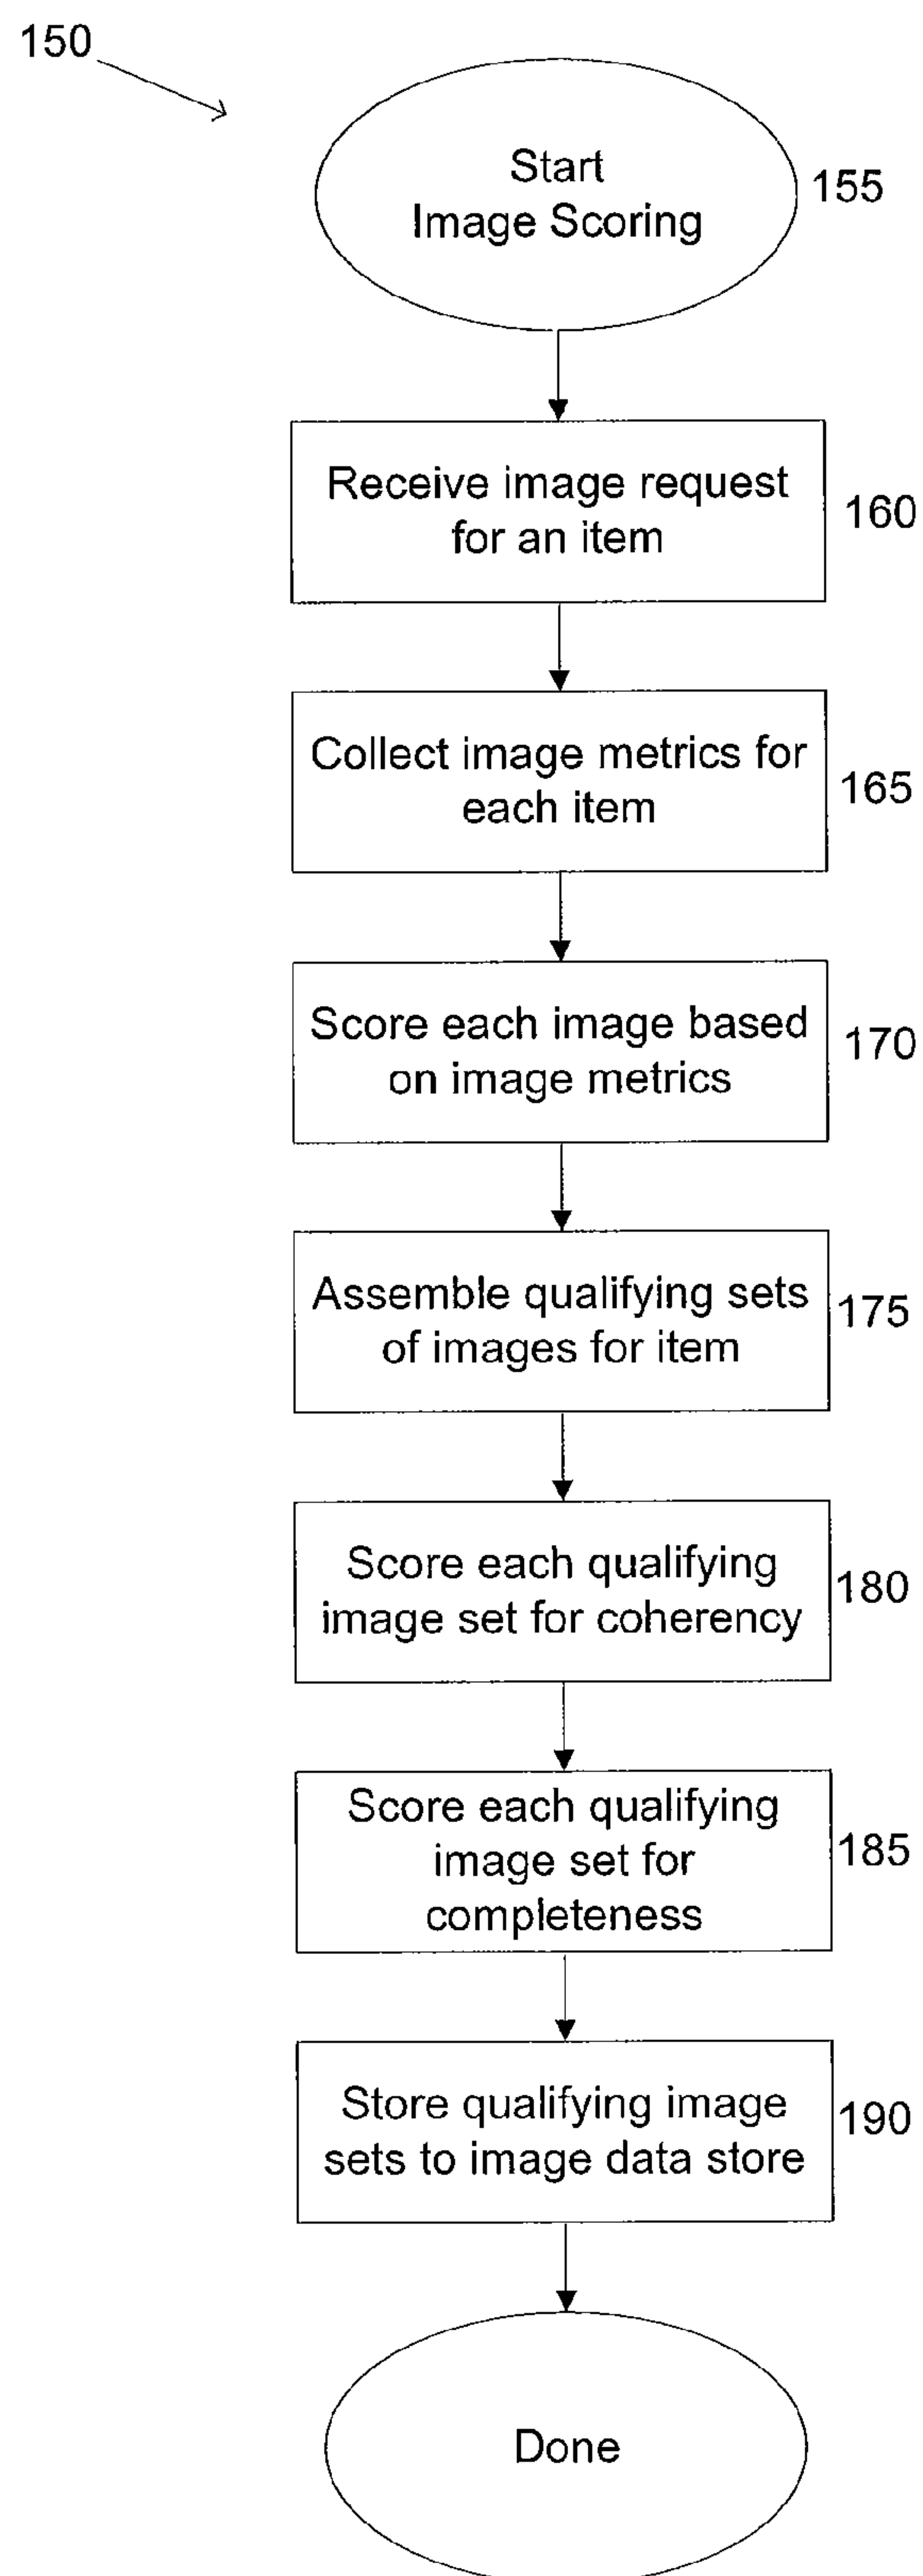 150
Start
Image Scoring
155
Receive image request
for an item
160
Collect image metrics for
each item
165
Score each image based
on image metrics
170
Assemble qualifying sets
of images for item
175
Score each qualifying
image set for coherency
180
Score each qualifying
image set for
completeness
185
Store qualifying image
sets to image data store
190
Done